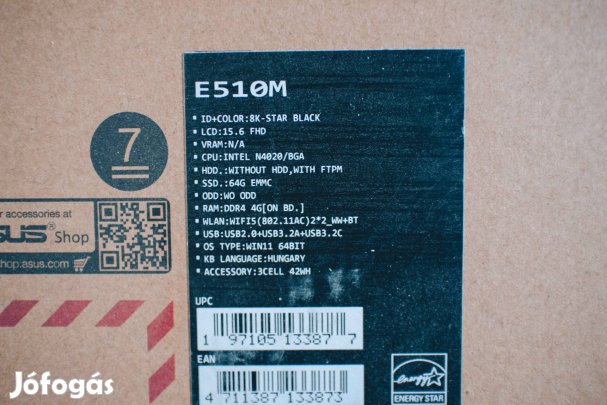 E510M
• ID+COLOR:8K-STAR BLACK
• LCD:15.6 FHD
• VRAM:N/A
• CPU:INTEL N4020/BGA
• HDD.:WITHOUT HDD,WITH FTPM
• SSD.:64G EMMC
• ODD:WO ODD
• RAM:DDR4 4G[ON BD.]
• WLAN:WIFI5(802.11AC)2*2_WW+BT
• USB:USB2.0+USB3.2A+USB3.2C
• OS TYPE:WIN11 64BIT
• KB LANGUAGE:HUNGARY
• ACCESSORY:3CELL 42WH
UPC
1 97105 13387 7
EAN
4 711387 133873
energy
ENERGY STAR
7
accessories at
SUS Shop
hop.asus.com
Jófogás